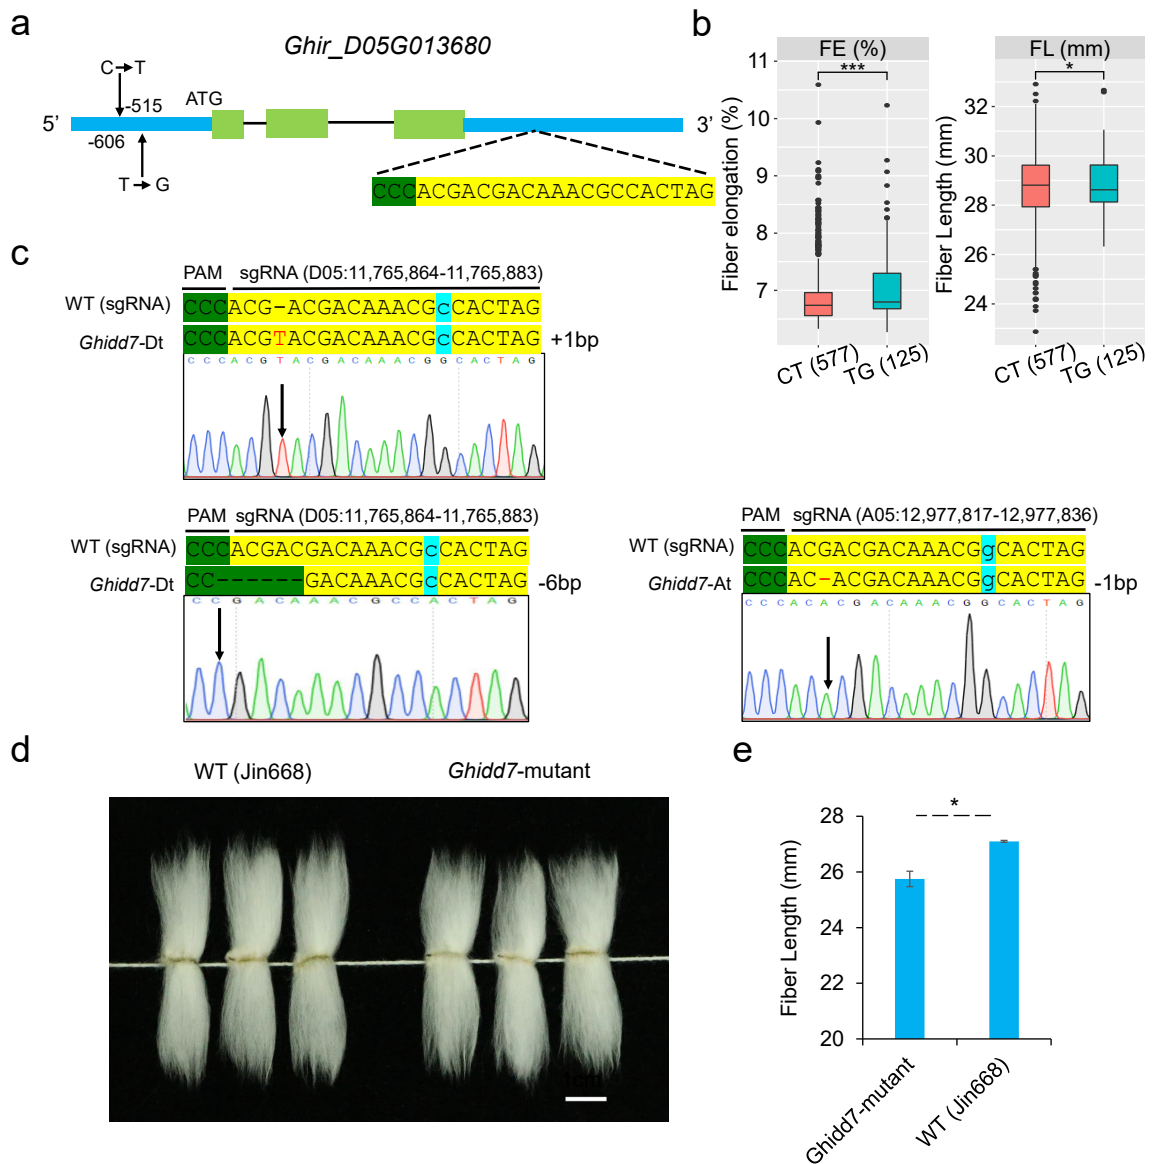 a
Ghir_D05G013680
C→T
-515
ATG
5’
3’
-606
T→G
CCCACGACGACAAACGCCACTAG
b
FE (%)
FL (mm)
***
*
Fiber elongation (%)
11
10
9
8
7
CT (577)
TG (125)
Fiber Length (mm)
32
30
28
26
24
CT (577)
TG (125)
c
PAM sgRNA (D05:11,765,864-11,765,883)
WT (sgRNA) CCCACG-ACGACAAACGcCACTAG
Ghidd7-Dt CCCACGTACGACAAACGcCACTAG +1bp
C C C A C G T A C G A C A A A C G G C A C T A G
PAM sgRNA (D05:11,765,864-11,765,883)
WT (sgRNA) CCCACGACGACAAACGcCACTAG
Ghidd7-Dt CC------GACAAACGcCACTAG -6bp
C C G A C A A A C G C C A C T A G
PAM sgRNA (A05:12,977,817-12,977,836)
WT (sgRNA) CCCACGACGACAAACGgCACTAG
Ghidd7-At CCCAC-ACGACAAACGgCACTAG -1bp
C C C A C A C G A C A A A C G G C A C T A G
d
WT (Jin668)
Ghidd7-mutant
1cm
e
*
Fiber Length (mm)
28
26
24
22
20
Ghidd7-mutant
WT (Jin668)